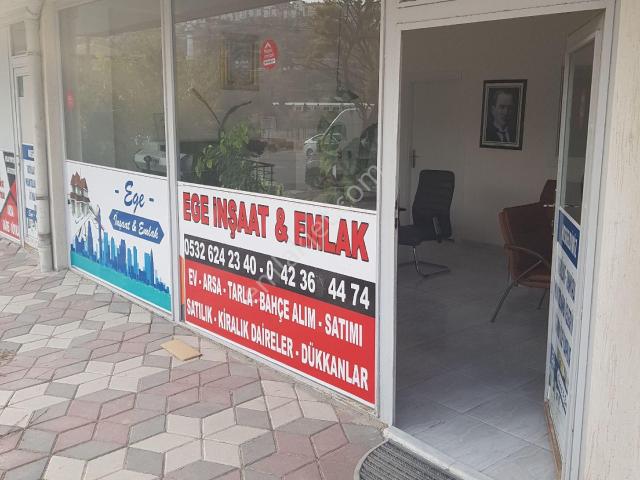 - Ege -
İnşaat & Emlak
EGE İNŞAAT & EMLAK
0532 624 23 40 - 0 42 36 44 74
EV - ARSA - TARLA - BAHÇE ALIM - SATIMI
SATILIK - KİRALIK DAİRELER - DÜKKANLAR